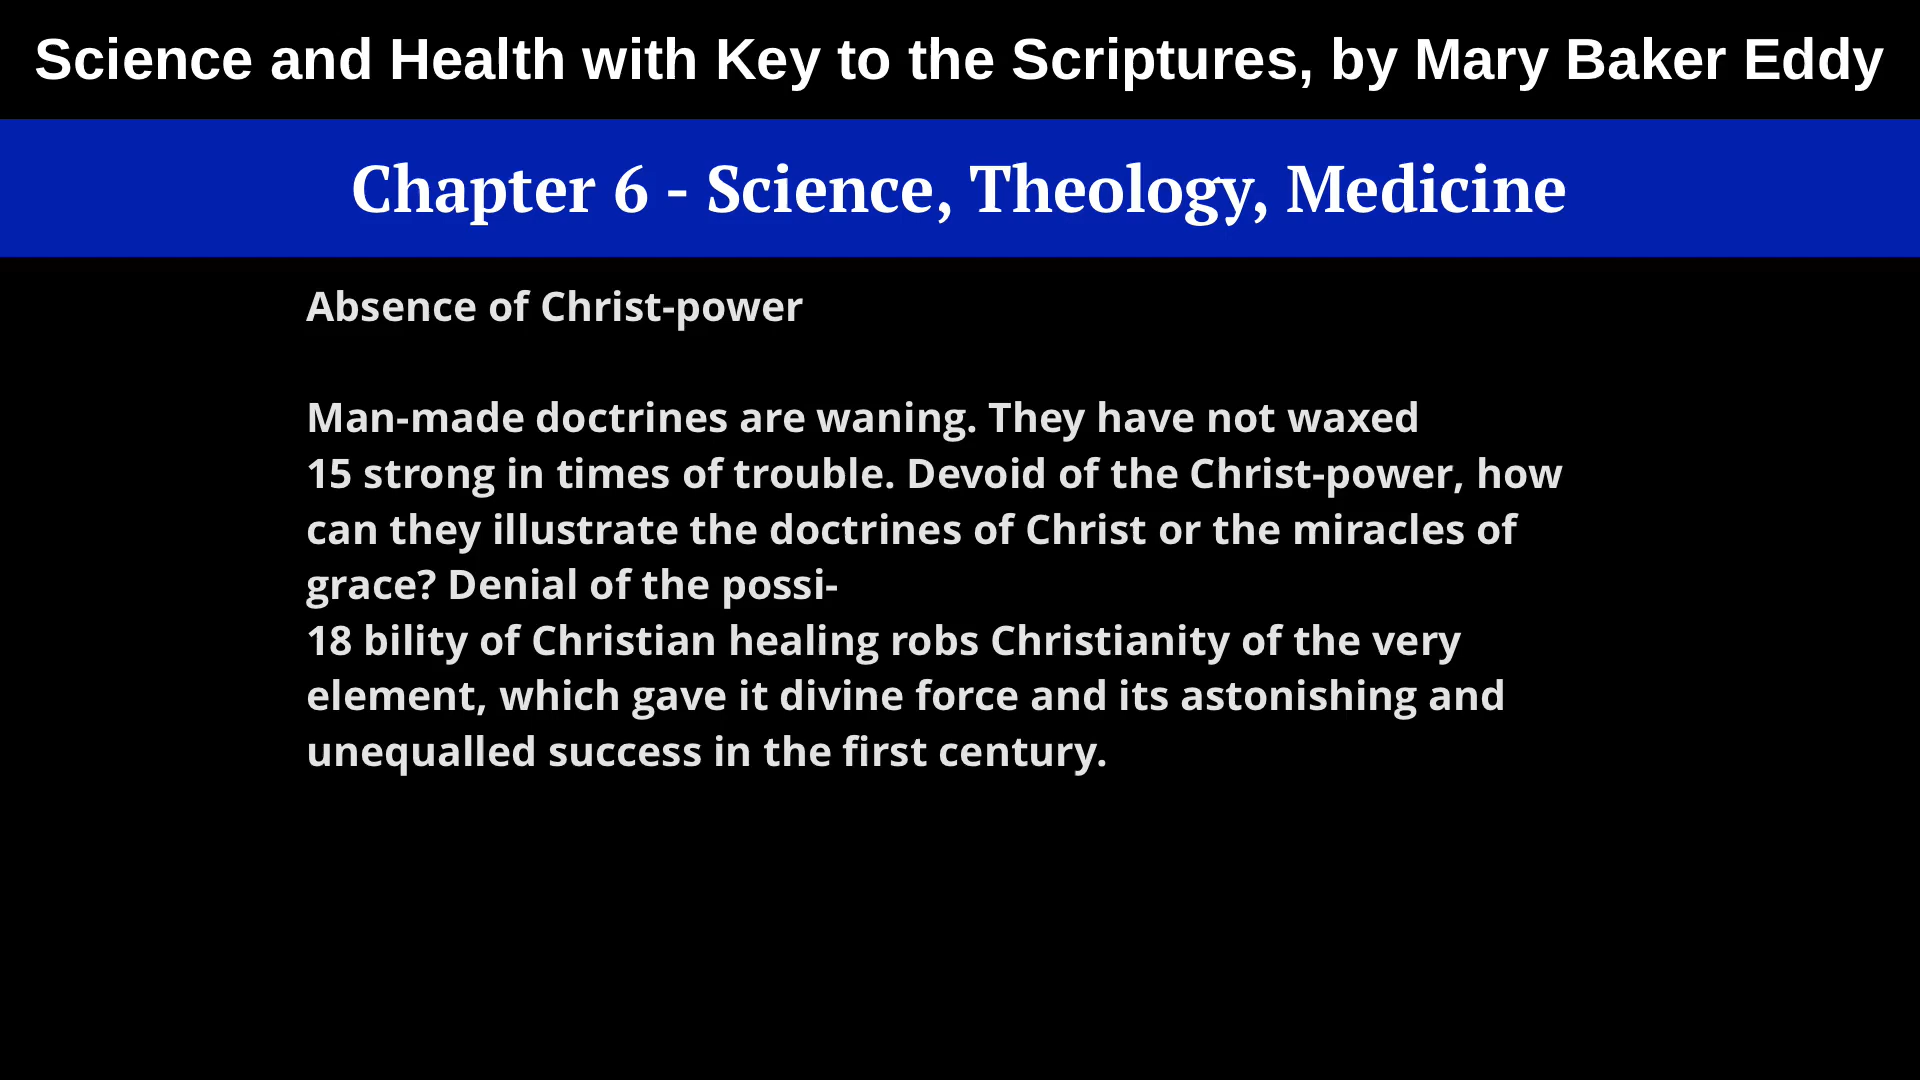 Science and Health with Key to the Scriptures, by Mary Baker Eddy
Chapter 6 - Science, Theology, Medicine
Absence of Christ-power
Man-made doctrines are waning. They have not waxed
15 strong in times of trouble. Devoid of the Christ-power, how
can they illustrate the doctrines of Christ or the miracles of
grace? Denial of the possi-
18 bility of Christian healing robs Christianity of the very
element, which gave it divine force and its astonishing and
unequalled success in the first century.